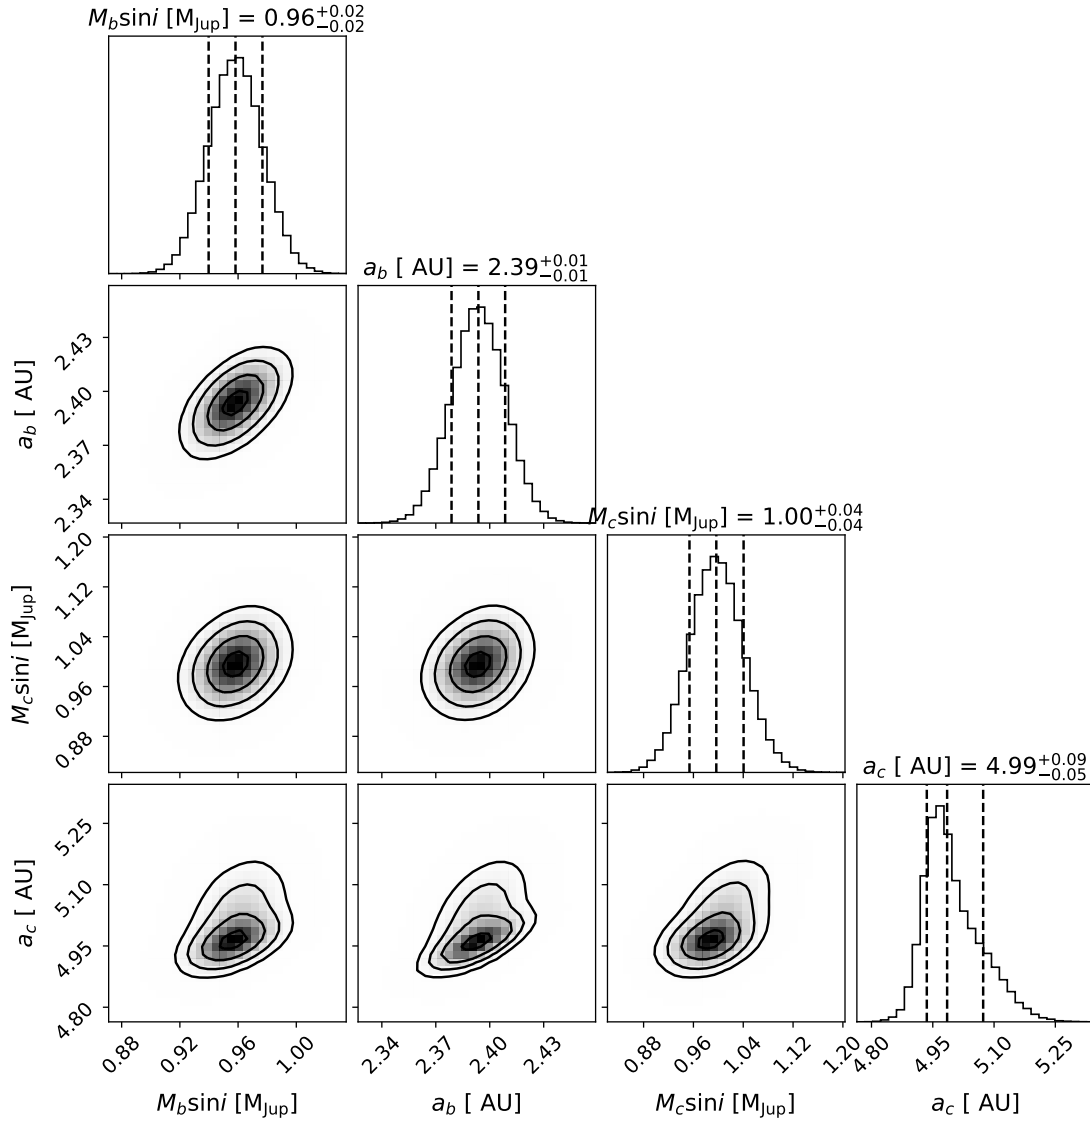 M_b sini [M_Jup] = 0.96^{+0.02}_{−0.02}
a_b [ AU] = 2.39^{+0.01}_{−0.01}
2.43
2.40
2.37
2.34
a_b [ AU]
M_c sini [M_Jup] = 1.00^{+0.04}_{−0.04}
1.20
1.12
1.04
0.96
0.88
M_c sini [M_Jup]
a_c [ AU] = 4.99^{+0.09}_{−0.05}
5.25
5.10
4.95
4.80
a_c [ AU]
0.88 0.92 0.96 1.00
2.34 2.37 2.40 2.43
0.88 0.96 1.04 1.12 1.20
4.80 4.95 5.10 5.25
M_b sini [M_Jup]
a_b [ AU]
M_c sini [M_Jup]
a_c [ AU]